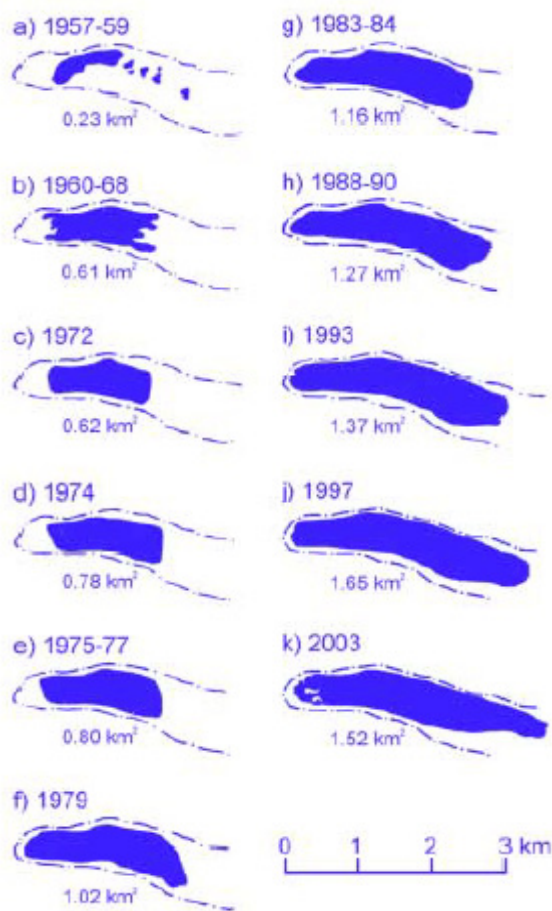 a) 1957-59
0.23 km²
b) 1960-68
0.61 km²
c) 1972
0.62 km²
d) 1974
0.78 km²
e) 1975-77
0.80 km²
f) 1979
1.02 km²
g) 1983-84
1.16 km²
h) 1988-90
1.27 km²
i) 1993
1.37 km²
j) 1997
1.65 km²
k) 2003
1.52 km²
0 1 2 3 km